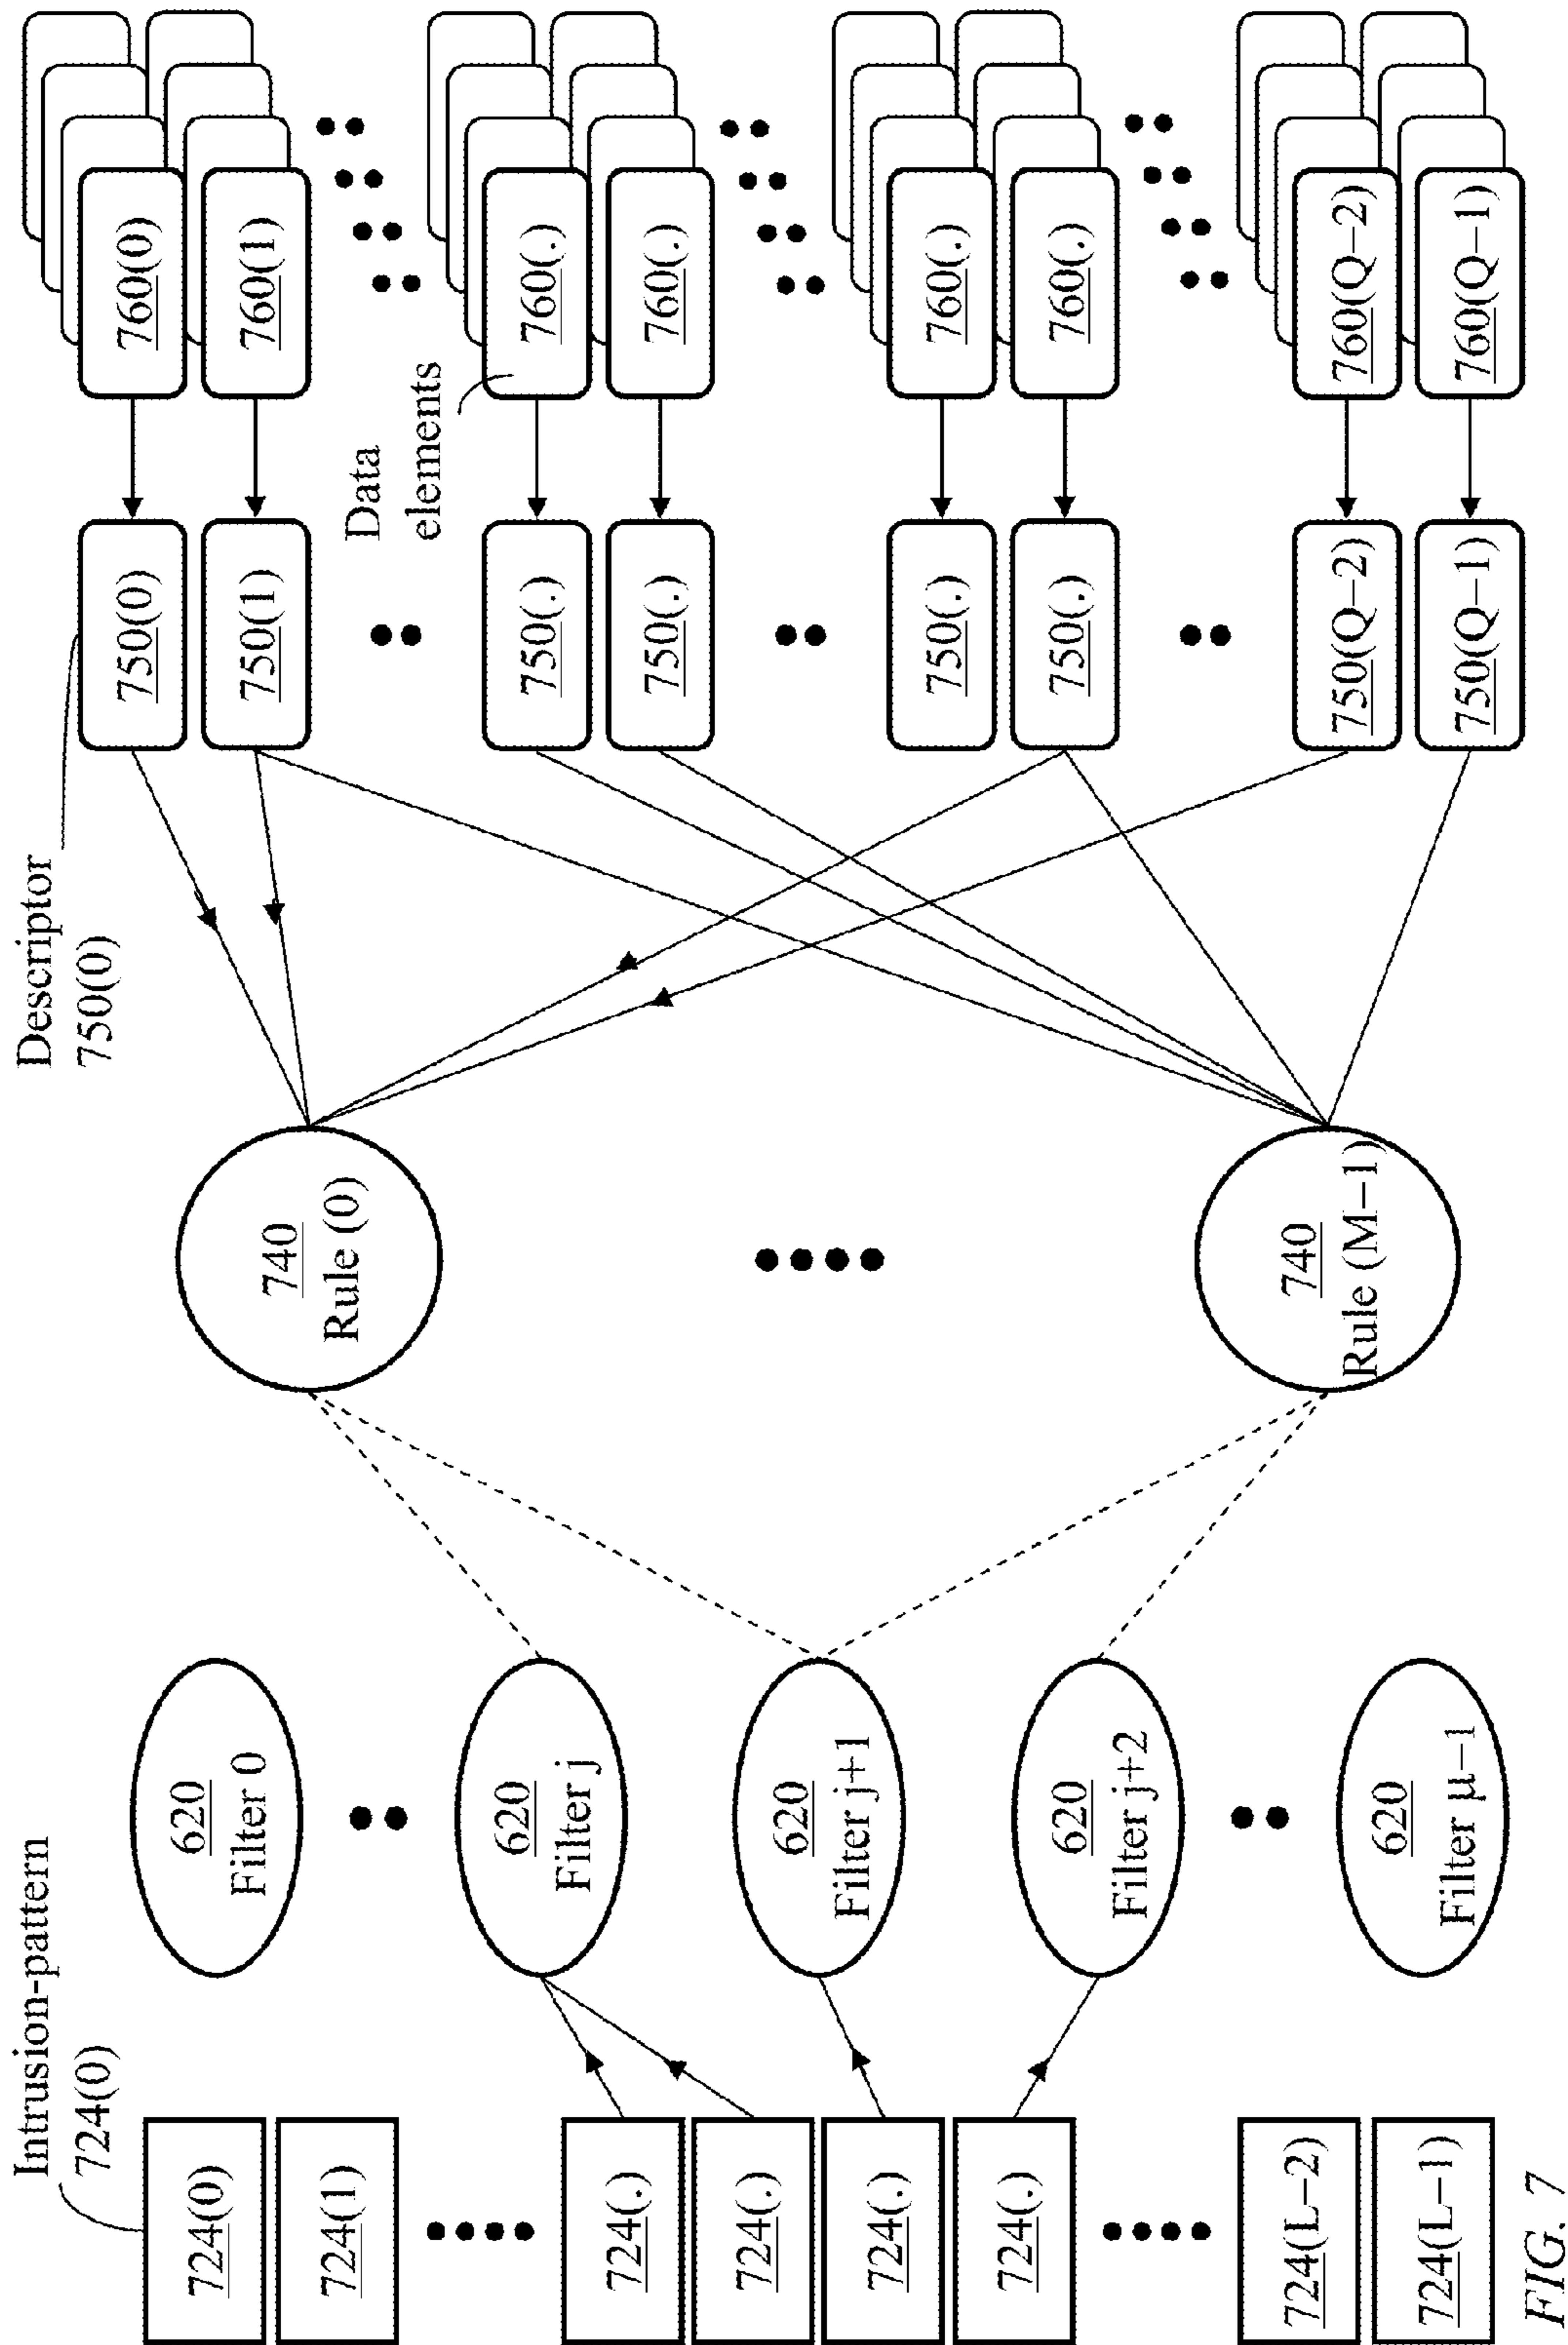 Intrusion-pattern
724(0)
724(0)
724(1)
724(.)
724(.)
724(.)
724(.)
724(L−2)
724(L−1)
620
Filter 0
620
Filter j
620
Filter j+1
620
Filter j+2
620
Filter µ−1
740
Rule (0)
740
Rule (M−1)
Descriptor
750(0)
750(0)
750(1)
750(.)
750(.)
750(.)
750(.)
750(Q−2)
750(Q−1)
Data
elements
760(0)
760(1)
760(.)
760(.)
760(.)
760(.)
760(Q−2)
760(Q−1)
FIG. 7